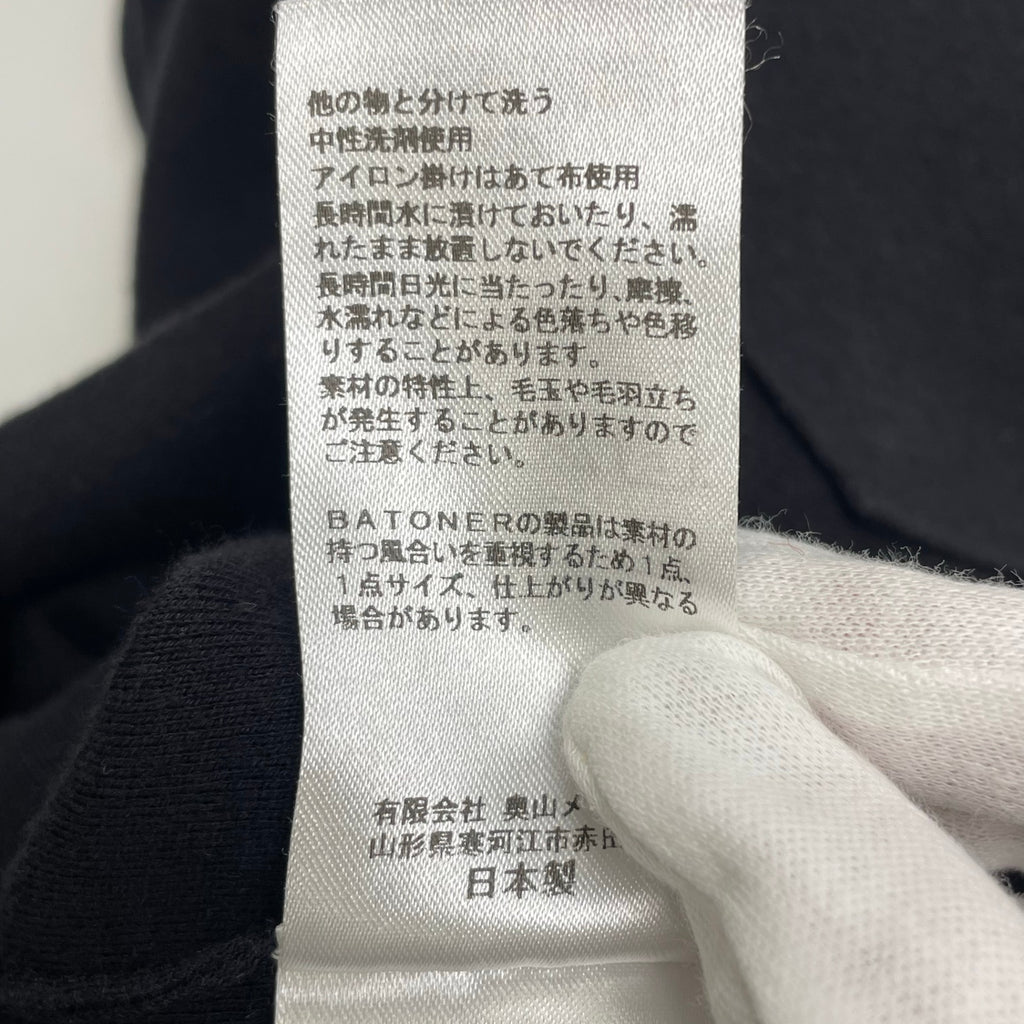 他の物と分けて洗う
中性洗剤使用
アイロン掛けはあて布使用
長時間水に漬けておいたり、濡
れたまま放置しないでください。
長時間日光に当たったり、摩擦、
水濡れなどによる色落ちや色移
りすることがあります。
素材の特性上、毛玉や毛羽立ち
が発生することがありますので
ご注意ください。
BATONERの製品は素材の
持つ風合いを重視するため1点、
1点サイズ、仕上がりが異なる
場合があります。
有限会社 奥山メ
山形県寒河江市赤田
日本製